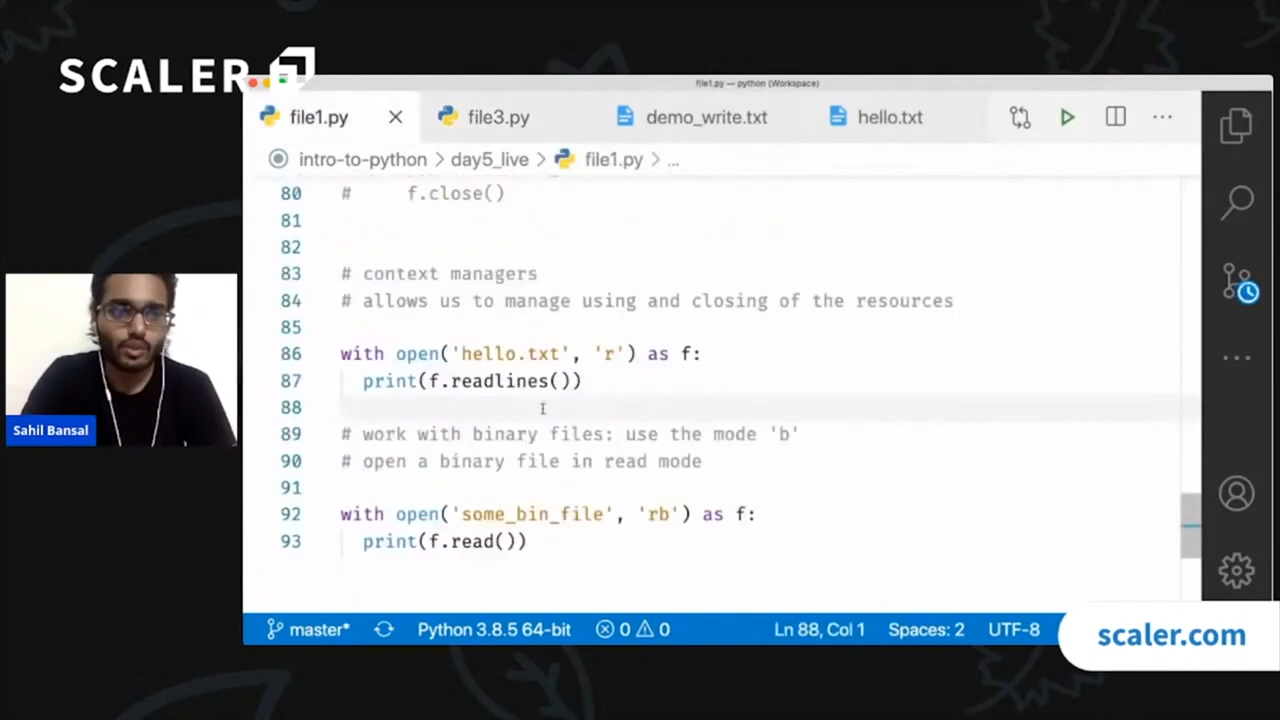 SCALER
file1.py — python (Workspace)
file1.py file3.py demo_write.txt hello.txt ...
intro-to-python > day5_live > file1.py > ...
80 # f.close()
81
82
83 # context managers
84 # allows us to manage using and closing of the resources
85
86 with open('hello.txt', 'r') as f:
87 print(f.readlines())
88
89 # work with binary files: use the mode 'b'
90 # open a binary file in read mode
91
92 with open('some_bin_file', 'rb') as f:
93 print(f.read())
Sahil Bansal
master* Python 3.8.5 64-bit 0 0 Ln 88, Col 1 Spaces: 2 UTF-8
scaler.com